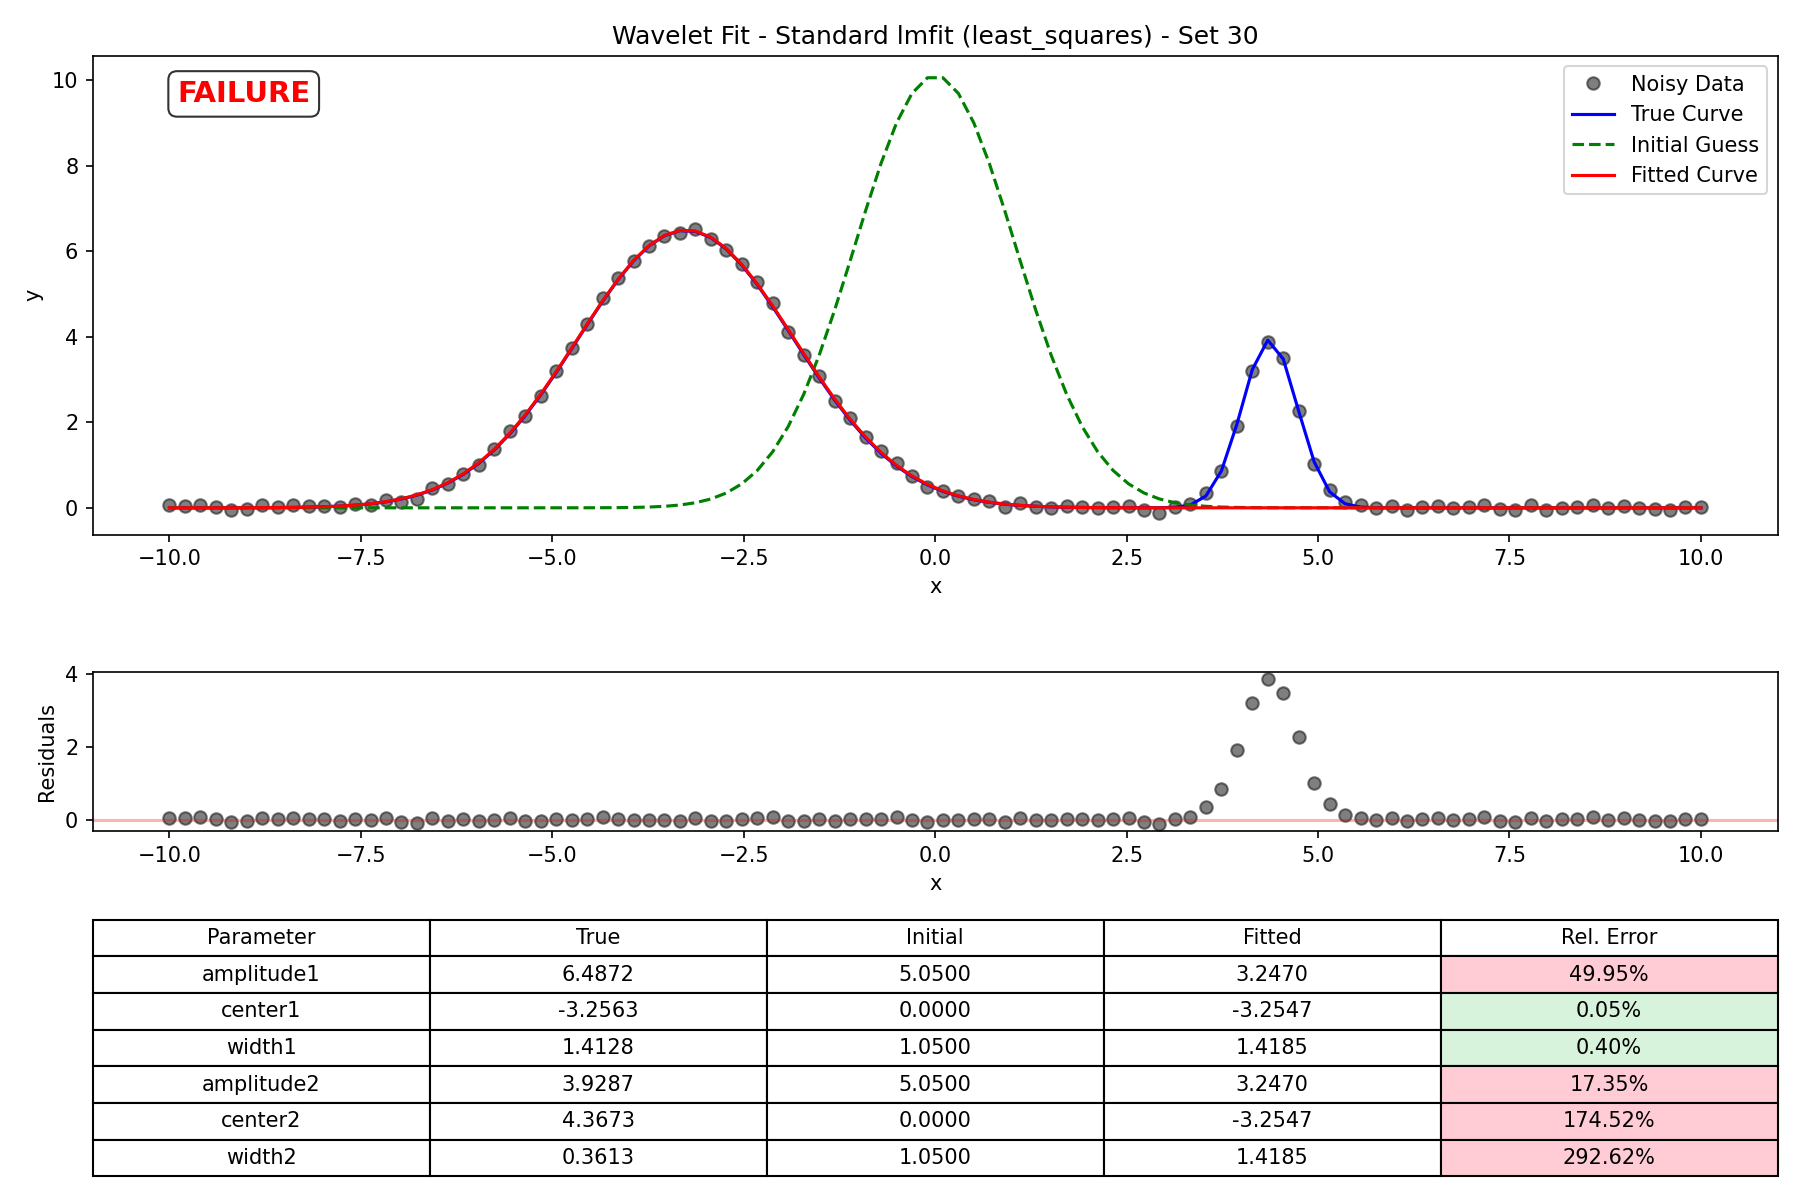 Wavelet Fit - Standard lmfit (least_squares) - Set 30
FAILURE
Noisy Data
True Curve
Initial Guess
Fitted Curve
y
10
8
6
4
2
0
−10.0 −7.5 −5.0 −2.5 0.0 2.5 5.0 7.5 10.0
x
Residuals
4
2
0
−10.0 −7.5 −5.0 −2.5 0.0 2.5 5.0 7.5 10.0
x
Parameter True Initial Fitted Rel. Error
amplitude1 6.4872 5.0500 3.2470 49.95%
center1 -3.2563 0.0000 -3.2547 0.05%
width1 1.4128 1.0500 1.4185 0.40%
amplitude2 3.9287 5.0500 3.2470 17.35%
center2 4.3673 0.0000 -3.2547 174.52%
width2 0.3613 1.0500 1.4185 292.62%